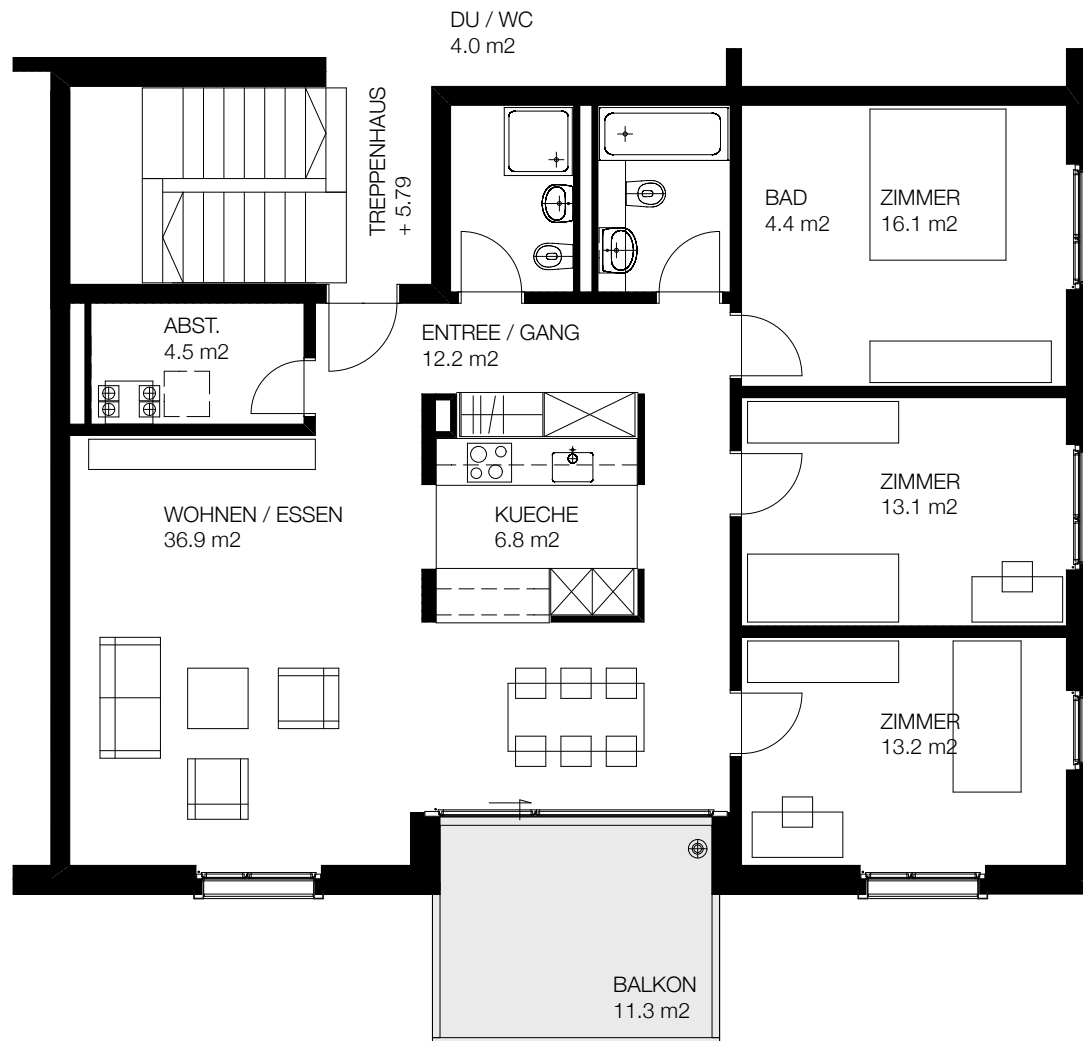 DU / WC
4.0 m2
TREPPENHAUS
+ 5.79
BAD
4.4 m2
ZIMMER
16.1 m2
ABST.
4.5 m2
ENTREE / GANG
12.2 m2
WOHNEN / ESSEN
36.9 m2
KUECHE
6.8 m2
ZIMMER
13.1 m2
ZIMMER
13.2 m2
BALKON
11.3 m2